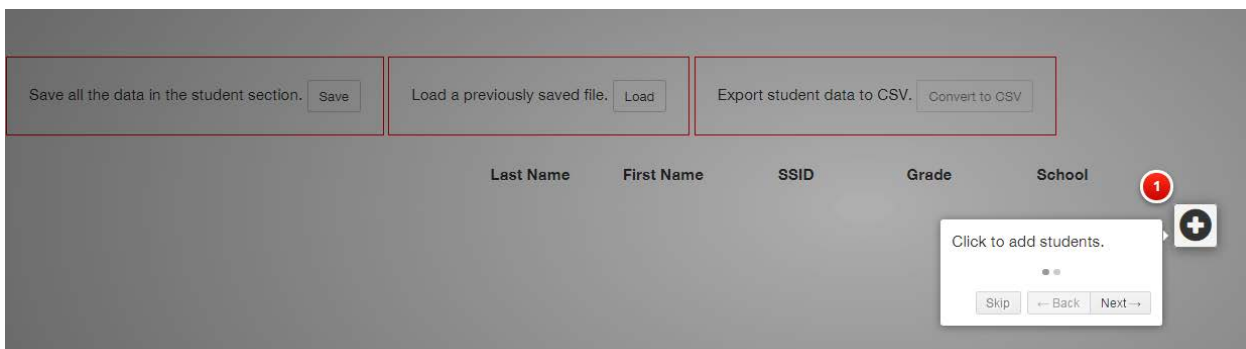 Save all the data in the student section. Save
Load a previously saved file. Load
Export student data to CSV. Convert to CSV
Last Name First Name SSID Grade School
1
Click to add students.
Skip ← Back Next →